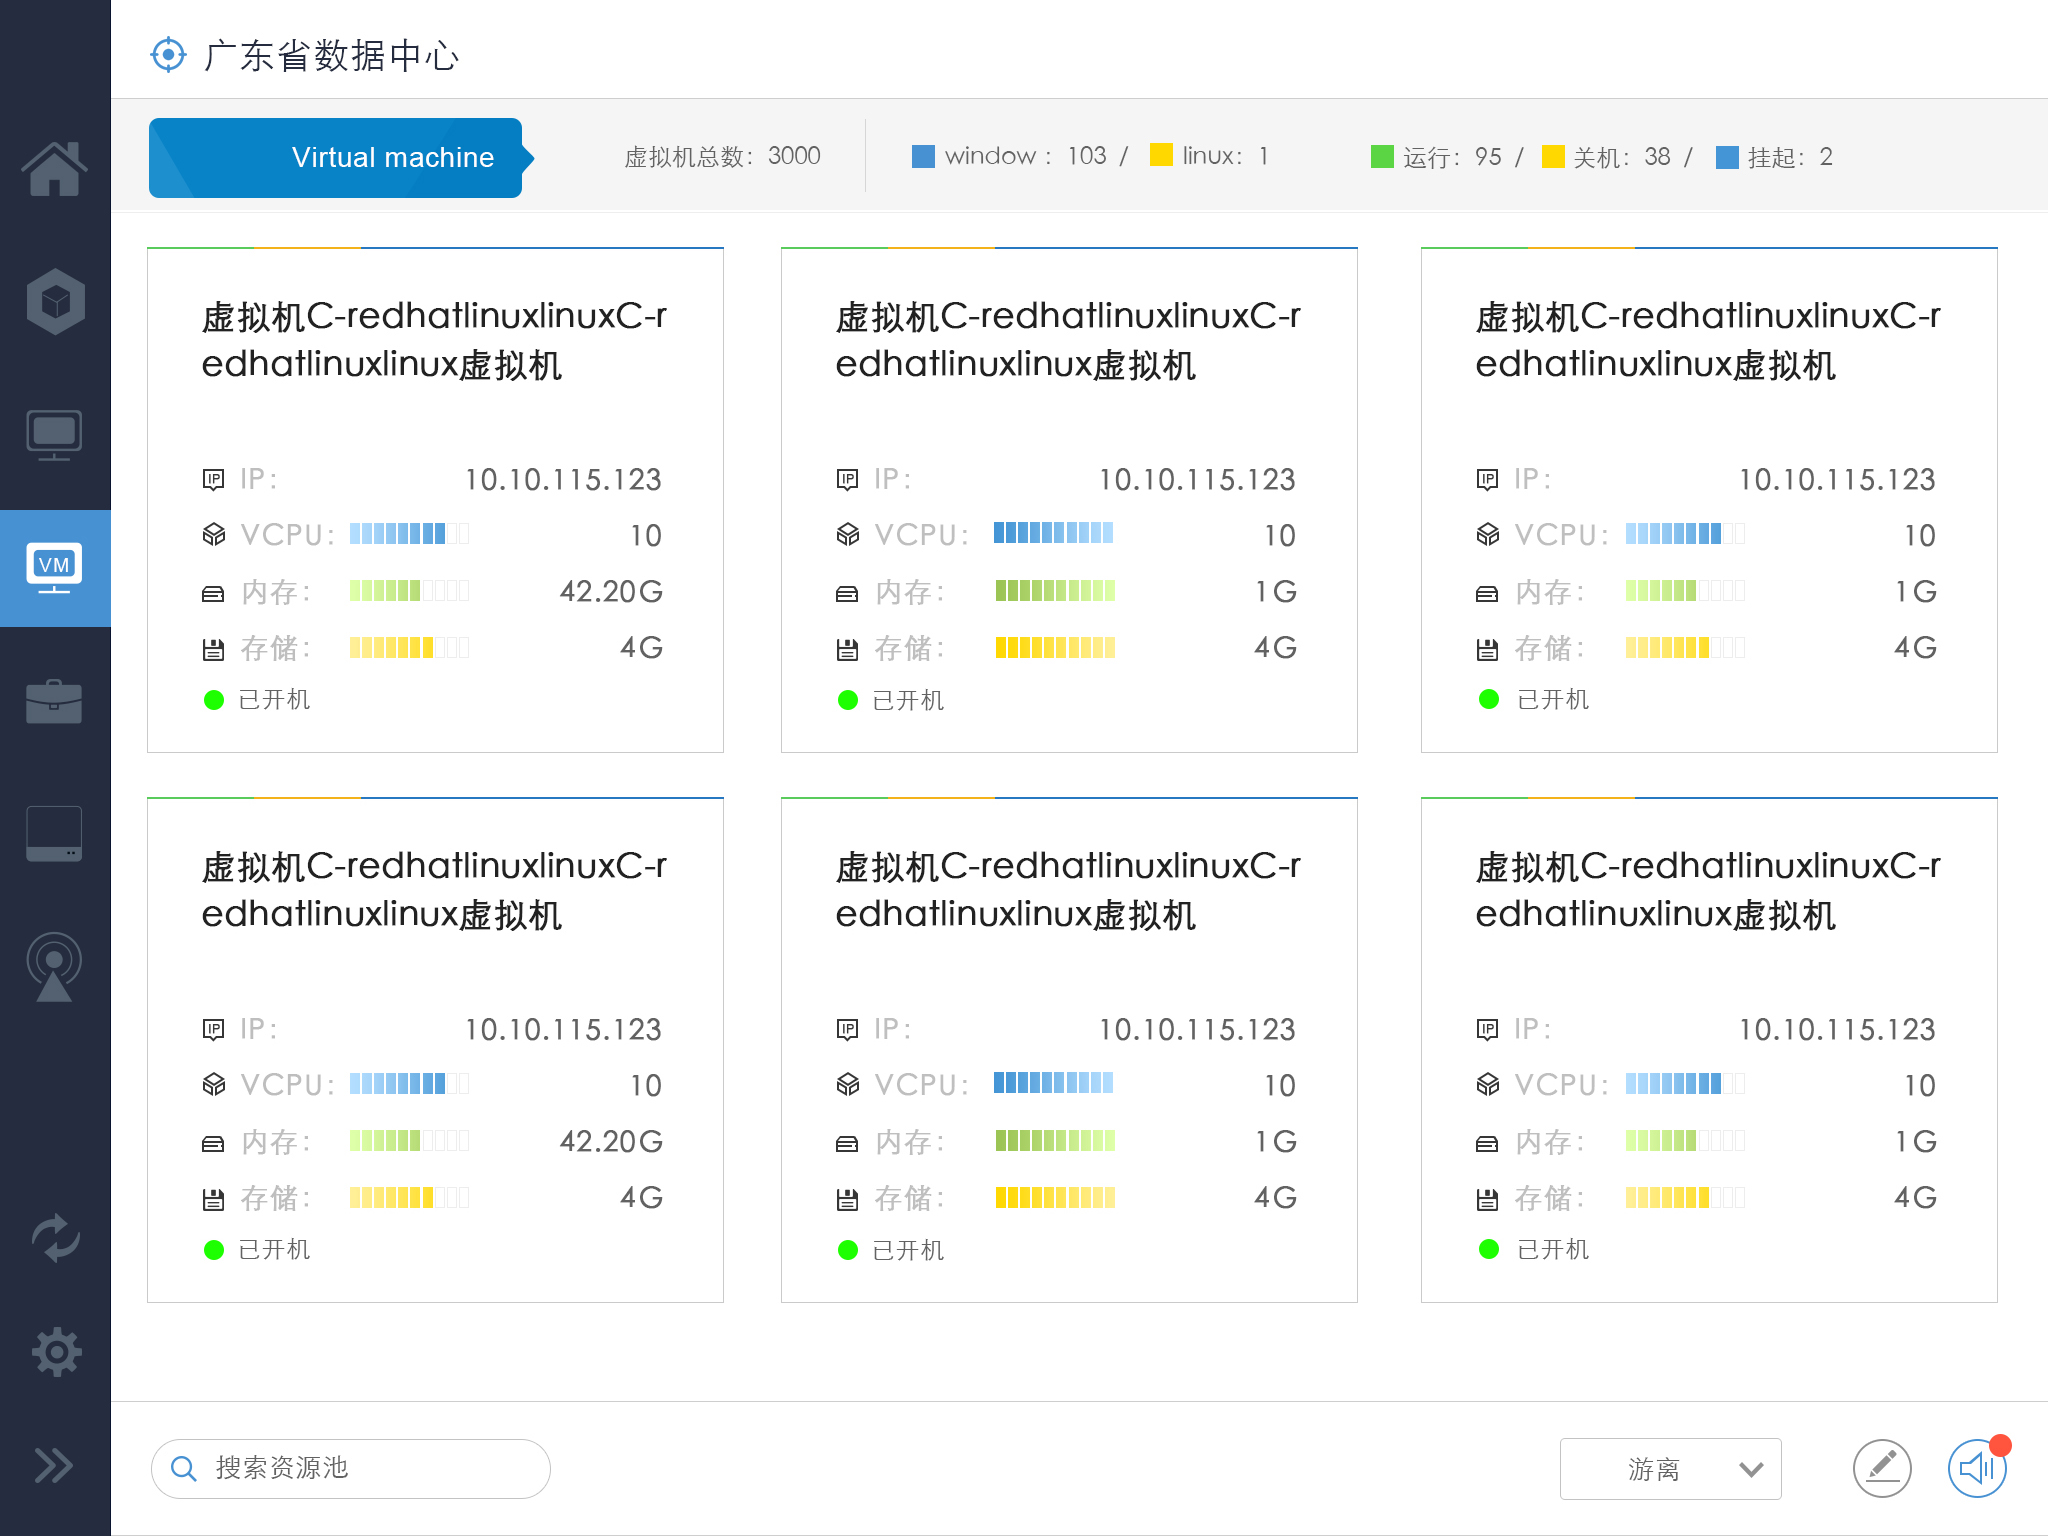 广东省数据中心
Virtual machine
虚拟机总数：3000
window： 103 /
linux：1
运行：95 /
关机：38 /
挂起：2
VM
虚拟机C-redhatlinuxlinuxC-r
edhatlinuxlinux虚拟机
IP IP： 10.10.115.123
VCPU： 10
内存： 42.20G
存储： 4G
已开机
虚拟机C-redhatlinuxlinuxC-r
edhatlinuxlinux虚拟机
IP IP： 10.10.115.123
VCPU： 10
内存： 1G
存储： 4G
已开机
虚拟机C-redhatlinuxlinuxC-r
edhatlinuxlinux虚拟机
IP IP： 10.10.115.123
VCPU： 10
内存： 1G
存储： 4G
已开机
虚拟机C-redhatlinuxlinuxC-r
edhatlinuxlinux虚拟机
IP IP： 10.10.115.123
VCPU： 10
内存： 42.20G
存储： 4G
已开机
虚拟机C-redhatlinuxlinuxC-r
edhatlinuxlinux虚拟机
IP IP： 10.10.115.123
VCPU： 10
内存： 1G
存储： 4G
已开机
虚拟机C-redhatlinuxlinuxC-r
edhatlinuxlinux虚拟机
IP IP： 10.10.115.123
VCPU： 10
内存： 1G
存储： 4G
已开机
搜索资源池
游离